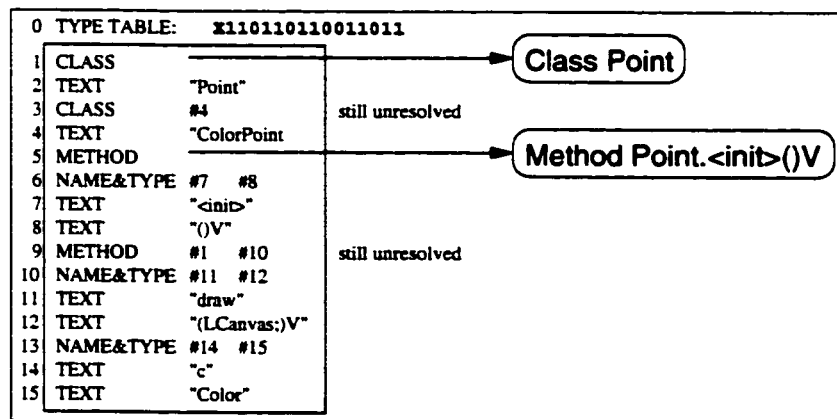 0 TYPE TABLE: X110110110011011
1 CLASS Class Point
2 TEXT "Point"
3 CLASS #4 still unresolved
4 TEXT "ColorPoint
5 METHOD Method Point.<init>()V
6 NAME&TYPE #7 #8
7 TEXT "<init>"
8 TEXT "()V"
9 METHOD #1 #10 still unresolved
10 NAME&TYPE #11 #12
11 TEXT "draw"
12 TEXT "(LCanvas;)V"
13 NAME&TYPE #14 #15
14 TEXT "c"
15 TEXT "Color"